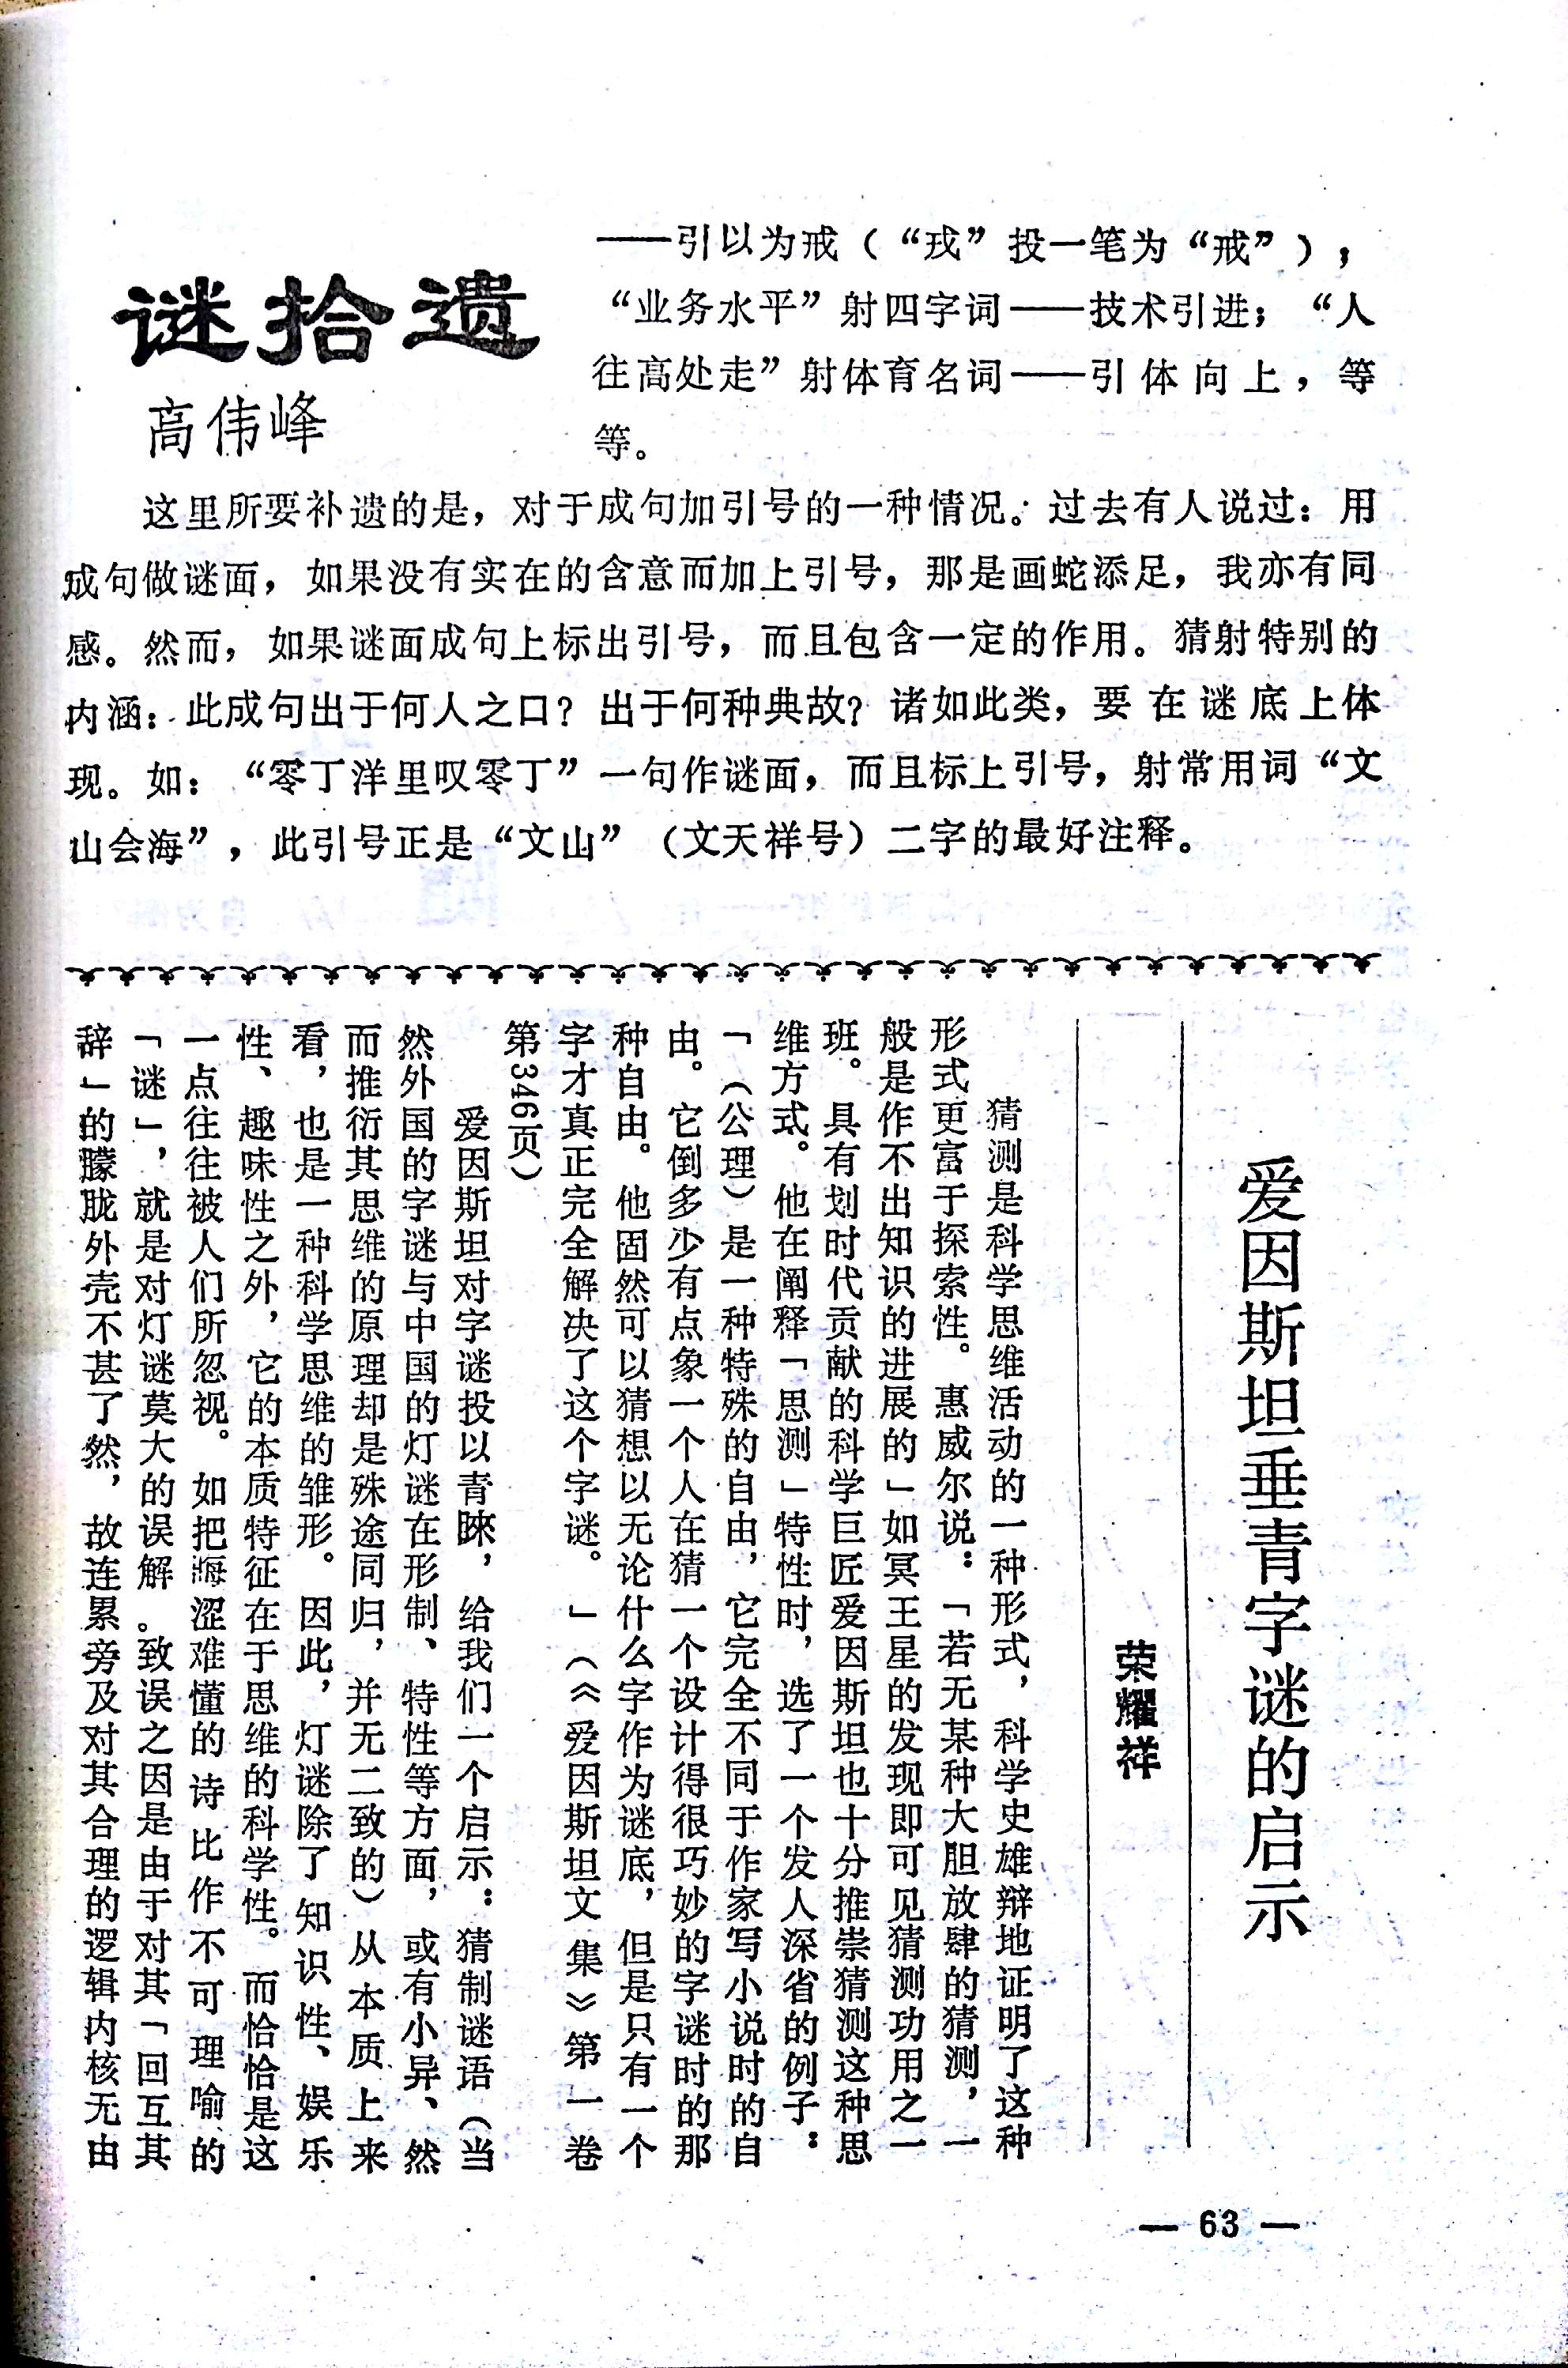 谜拾遗
高伟峰
——引以为戒（“戎”投一笔为“戒”），
“业务水平”射四字词——技术引进；“人
往高处走”射体育名词——引体向上，等
等。
这里所要补遗的是，对于成句加引号的一种情况。过去有人说过：用
成句做谜面，如果没有实在的含意而加上引号，那是画蛇添足，我亦有同
感。然而，如果谜面成句上标出引号，而且包含一定的作用。猜射特别的
内涵：此成句出于何人之口？出于何种典故？诸如此类，要在谜底上体
现。如：“零丁洋里叹零丁”一句作谜面，而且标上引号，射常用词“文
山会海”，此引号正是“文山”（文天祥号）二字的最好注释。
爱因斯坦垂青字谜的启示
荣耀祥
猜测是科学思维活动的一种形式，科学史雄辩地证明了这种
形式更富于探索性。惠威尔说：「若无某种大胆放肆的猜测，一
般是作不出知识的进展的」如冥王星的发现即可见猜测功用之一
班。具有划时代贡献的科学巨匠爱因斯坦也十分推崇猜测这种思
维方式。他在阐释「思测」特性时，选了一个发人深省的例子：
「（公理）是一种特殊的自由，它完全不同于作家写小说时的自
由。它倒多少有点象一个人在猜一个设计得很巧妙的字谜时的那
种自由。他固然可以猜想以无论什么字作为谜底，但是只有一个
字才真正完全解决了这个字谜。」（《爱因斯坦文集》第一卷
第346页）
爱因斯坦对字谜投以青睐，给我们一个启示：猜制谜语（当
然外国的字谜与中国的灯谜在形制、特性等方面，或有小异、然
而推衍其思维的原理却是殊途同归，并无二致的）从本质上来
看，也是一种科学思维的雏形。因此，灯谜除了知识性、娱乐
性、趣味性之外，它的本质特征在于思维的科学性。而恰恰是这
一点往往被人们所忽视。如把晦涩难懂的诗比作不可理喻的
「谜」，就是对灯谜莫大的误解。致误之因是由于对其「回互其
辞」的朦胧外壳不甚了然，故连累旁及对其合理的逻辑内核无由
— 63 —